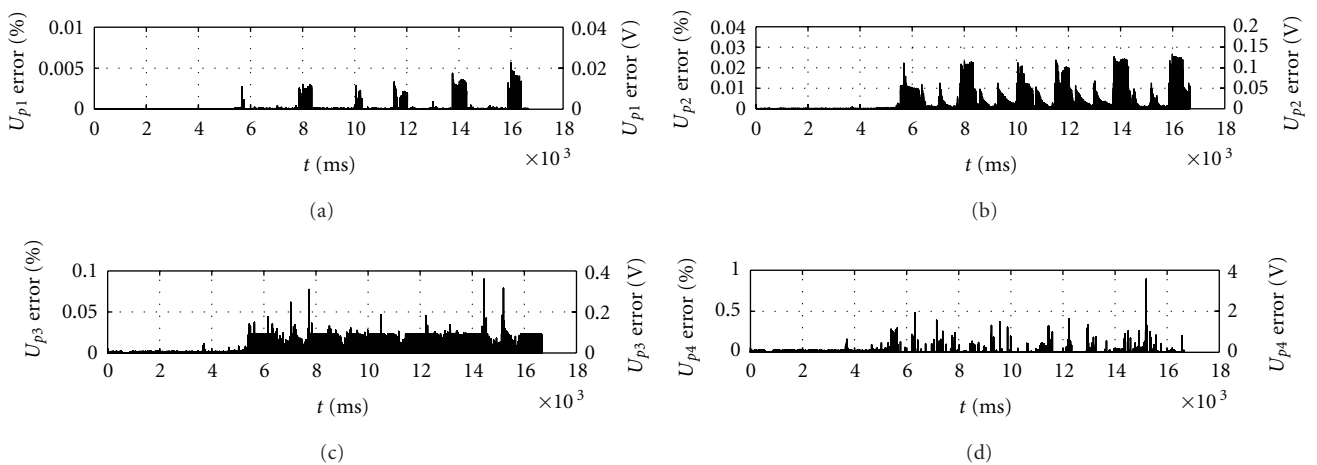 U_p1 error (%)
0.01
0.005
0
0.04
0.02
0
U_p1 error (V)
0 2 4 6 8 10 12 14 16 18
×10^3
t (ms)
(a)
U_p2 error (%)
0.04
0.03
0.02
0.01
0
0.2
0.15
0.1
0.05
0
U_p2 error (V)
0 2 4 6 8 10 12 14 16 18
×10^3
t (ms)
(b)
U_p3 error (%)
0.1
0.05
0
0.4
0.2
0
U_p3 error (V)
0 2 4 6 8 10 12 14 16 18
×10^3
t (ms)
(c)
U_p4 error (%)
1
0.5
0
4
2
0
U_p4 error (V)
0 2 4 6 8 10 12 14 16 18
×10^3
t (ms)
(d)